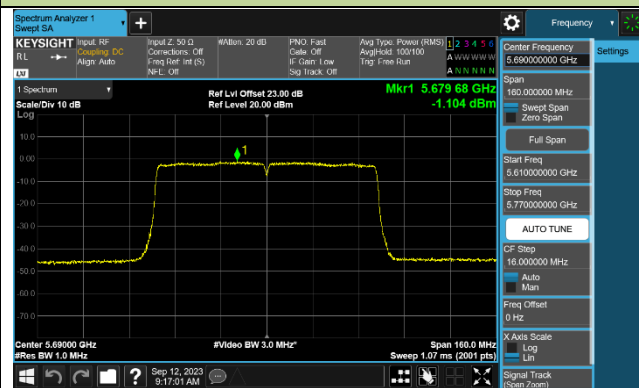 Spectrum Analyzer 1
Swept SA
Frequency
KEYSIGHT
RL
LXI
Input: RF
Coupling: DC
Align: Auto
Input Z: 50 Ω
Corrections: Off
Freq Ref: Int (S)
NFE: Off
#Atten: 20 dB
PNO: Fast
Gate: Off
IF Gain: Low
Sig Track: Off
Avg Type: Power (RMS)
Avg|Hold: 100/100
Trig: Free Run
1 2 3 4 5 6
A W W W W W
A N N N N N
1 Spectrum
Scale/Div 10 dB
Log
Ref Lvl Offset 23.00 dB
Ref Level 20.00 dBm
Mkr1 5.679 68 GHz
-1.104 dBm
10.0
0.00
-10.0
-20.0
-30.0
-40.0
-50.0
-60.0
-70.0
1
Center 5.69000 GHz
#Res BW 1.0 MHz
#Video BW 3.0 MHz*
Span 160.0 MHz
Sweep 1.07 ms (2001 pts)
Sep 12, 2023
9:17:01 AM
Center Frequency
5.690000000 GHz
Settings
Span
160.000000 MHz
Swept Span
Zero Span
Full Span
Start Freq
5.610000000 GHz
Stop Freq
5.770000000 GHz
AUTO TUNE
CF Step
16.000000 MHz
Auto
Man
Freq Offset
0 Hz
X Axis Scale
Log
Lin
Signal Track
(Span Zoom)